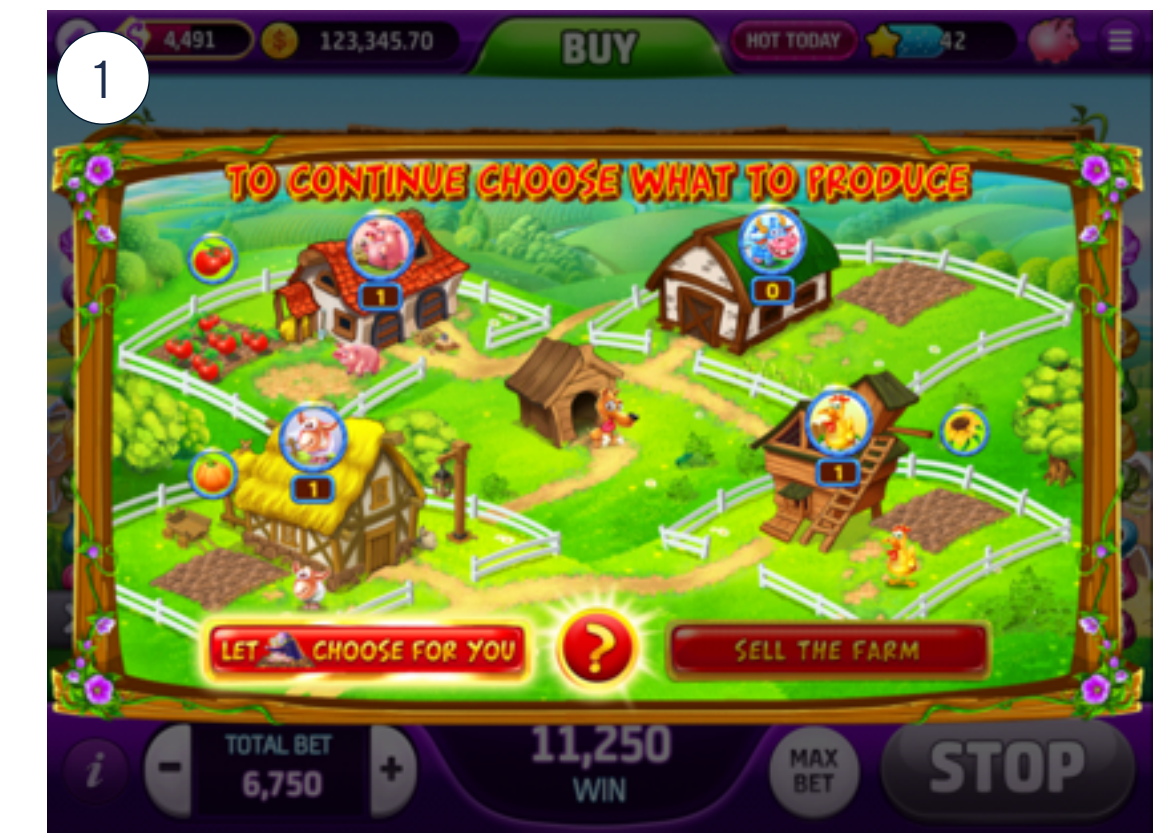 1
4,491
123,345.70
BUY
HOT TODAY
42
TO CONTINUE CHOOSE WHAT TO PRODUCE
1
0
1
1
LET CHOOSE FOR YOU
?
SELL THE FARM
i
-
TOTAL BET
6,750
+
11,250
WIN
MAX
BET
STOP